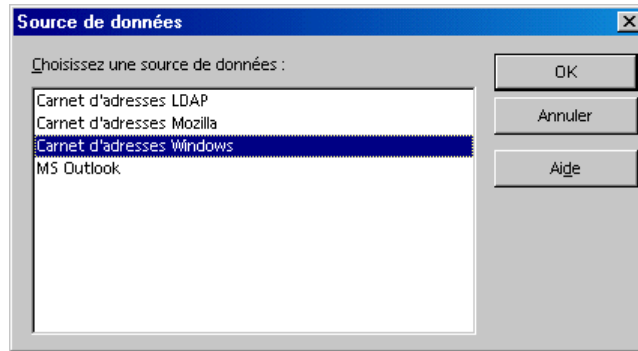 Source de données
Choisissez une source de données :
OK
Carnet d'adresses LDAP
Carnet d'adresses Mozilla
Annuler
Carnet d'adresses Windows
MS Outlook
Aide